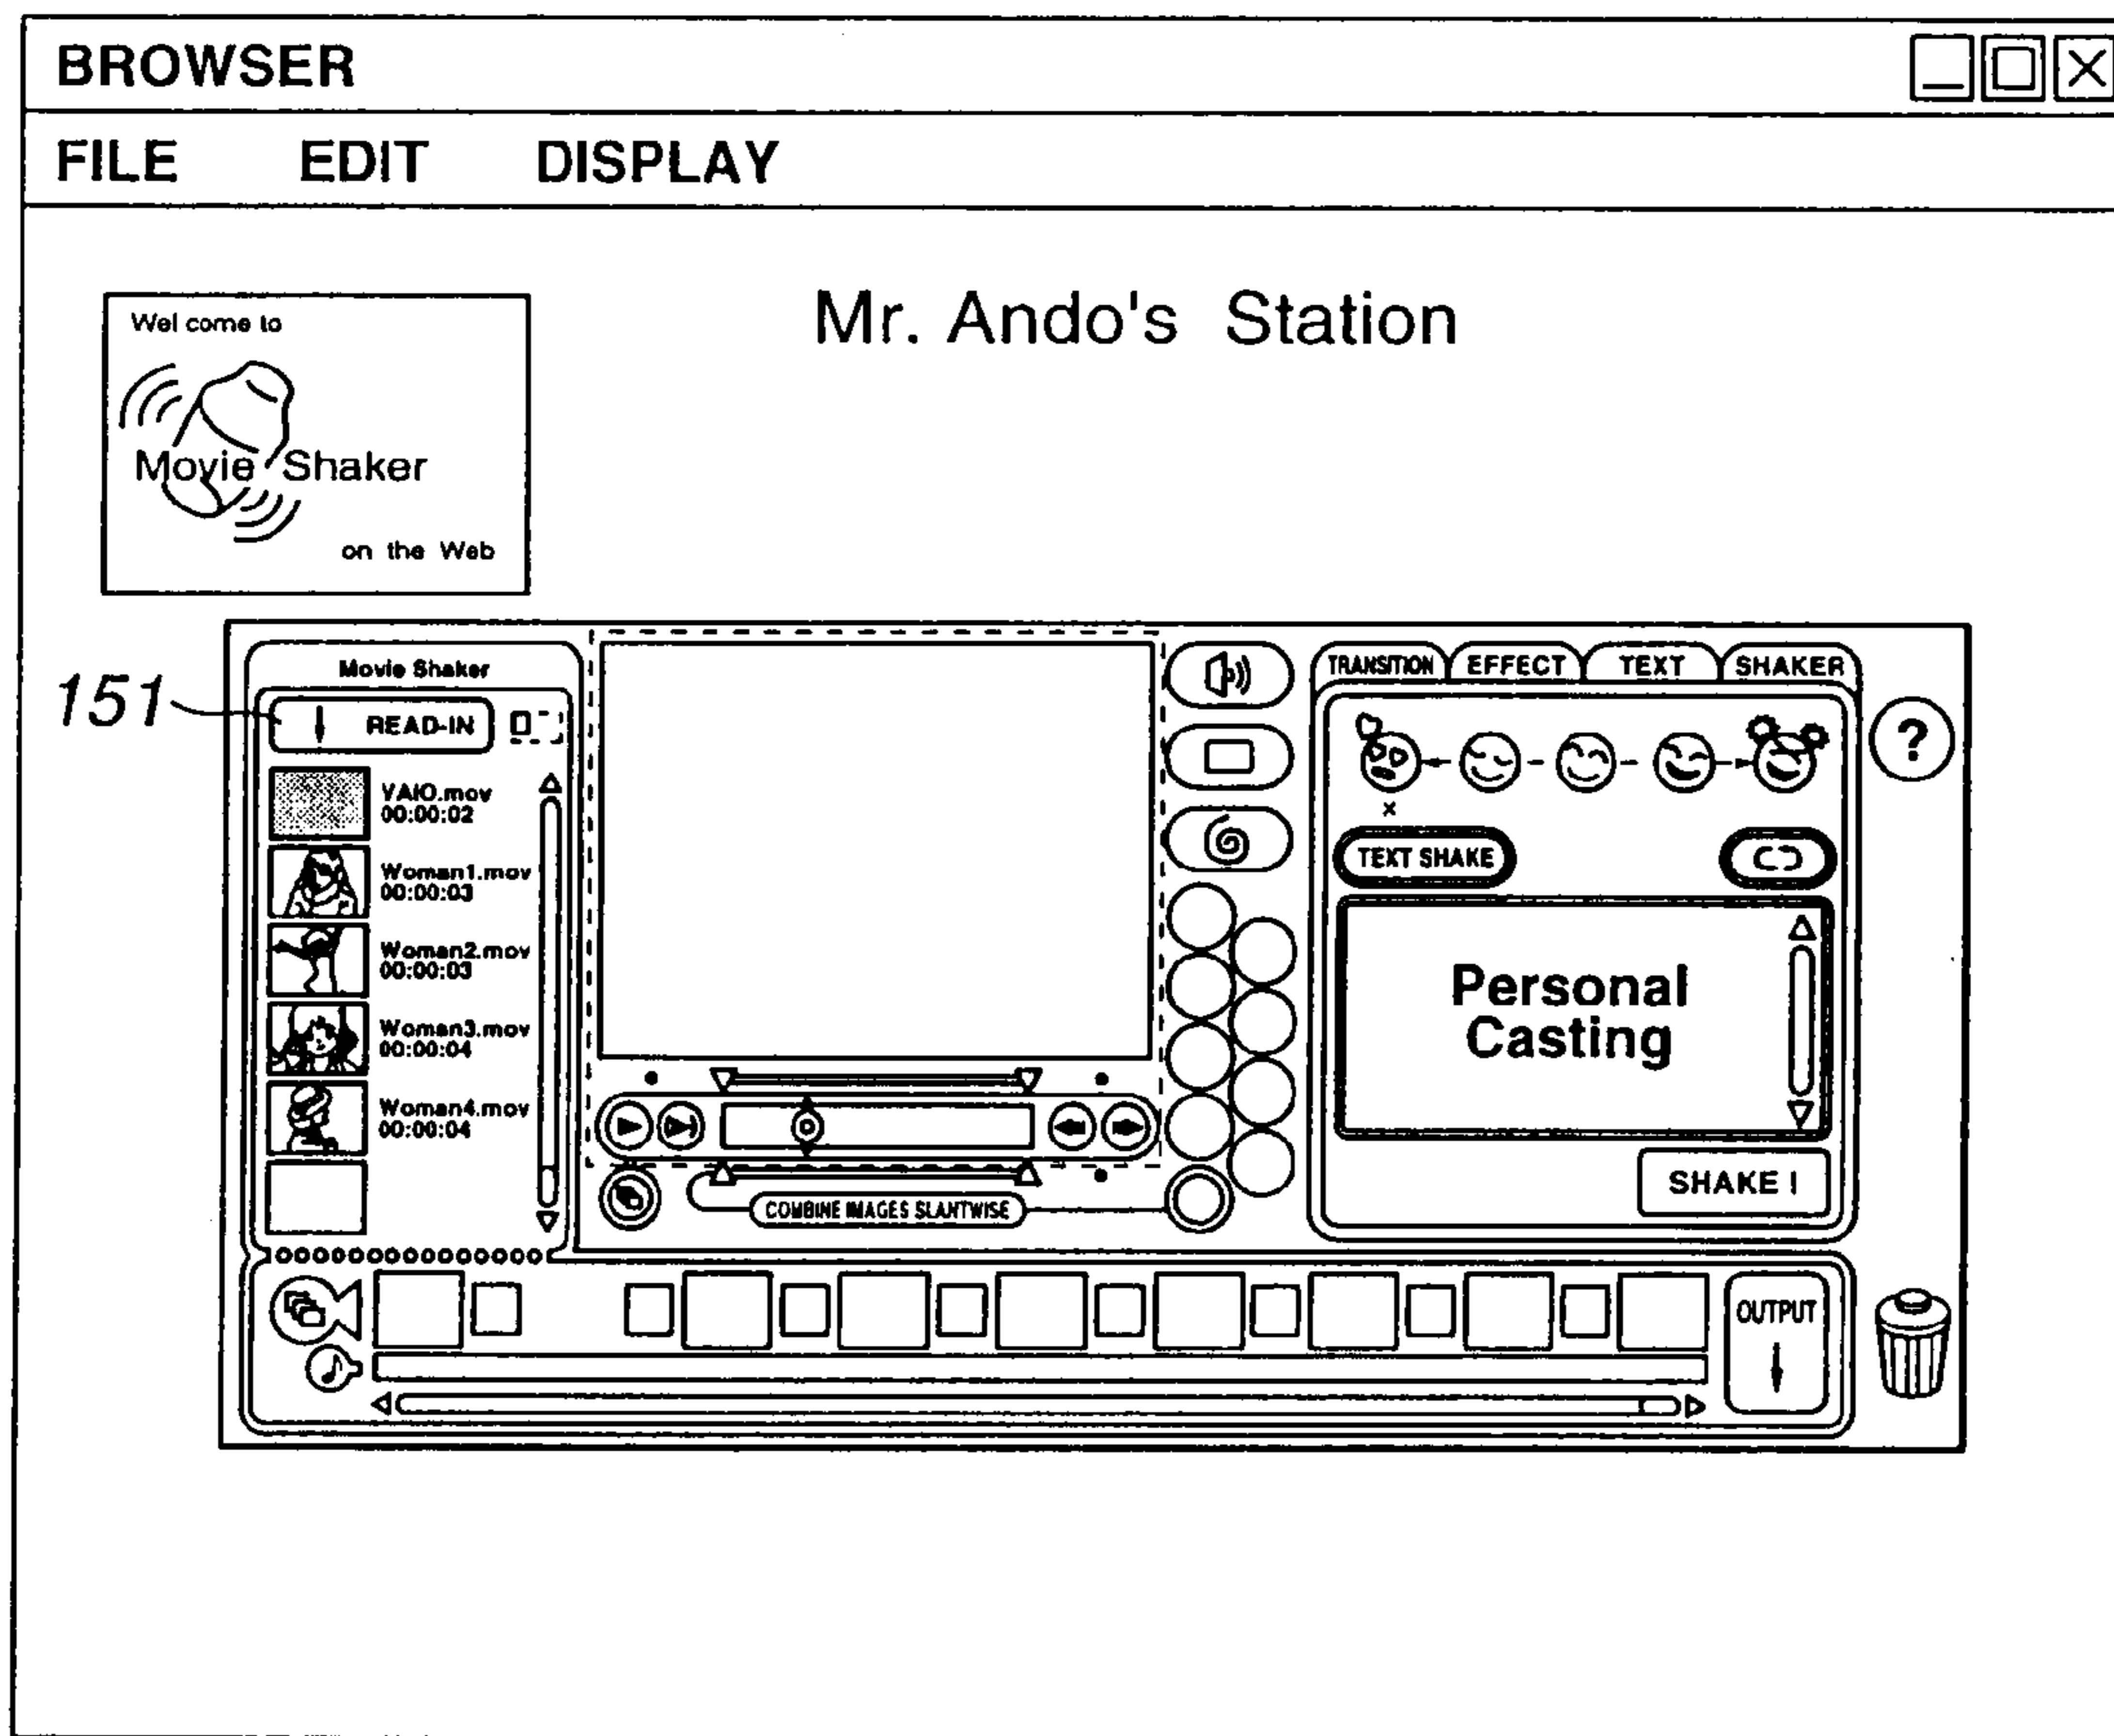 BROWSER
FILE EDIT DISPLAY
Mr. Ando's Station
Wel come to
Movie Shaker
on the Web
151
Movie Shaker
READ-IN
VAIO.mov
00:00:02
Woman1.mov
00:00:03
Woman2.mov
00:00:03
Woman3.mov
00:00:04
Woman4.mov
00:00:04
COMBINE IMAGES SLANTWISE
TRANSITION EFFECT TEXT SHAKER
?
x
TEXT SHAKE
Personal
Casting
SHAKE !
OUTPUT